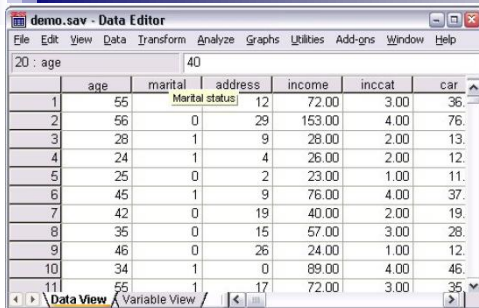 demo.sav - Data Editor
File Edit View Data Transform Analyze Graphs Utilities Add-ons Window Help
20 : age 40
age marital address income inccat car
Marital status
1 55 12 72.00 3.00 36.
2 56 0 29 153.00 4.00 76.
3 28 1 9 28.00 2.00 13.
4 24 1 4 26.00 2.00 12.
5 25 0 2 23.00 1.00 11.
6 45 1 9 76.00 4.00 37.
7 42 0 19 40.00 2.00 19.
8 35 0 15 57.00 3.00 28.
9 46 0 26 24.00 1.00 12.
10 34 1 0 89.00 4.00 46.
11 55 1 17 72.00 3.00 35.
Data View Variable View